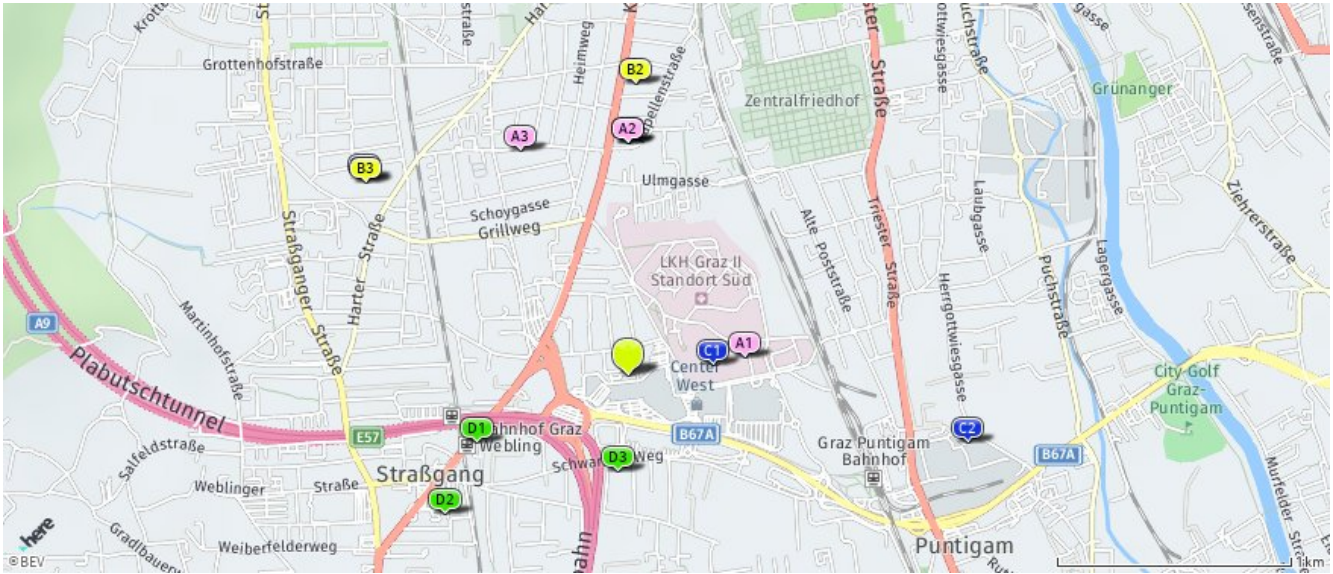 Grottenhofstraße
Heimweg
B2
Grünanger
Zentralfriedhof
A2
A3
B3
Ulmgasse
Schoygasse
Grillweg
Straßganger Straße
Harter Straße
Triester Straße
Alte Poststraße
Laubgasse
Herrgottwiesgasse
Puchstraße
Lagergasse
Ziehrerstraße
LKH Graz II
Standort Süd
A9
Plabutschtunnel
Martinhofstraße
C1
A1
Center
West
City Golf
Graz-
Puntigam
D1
E57
Webling
B67A
C2
B67A
Graz Puntigam
Bahnhof
Salfeldstraße
Straßgang
D3
Weblinger Straße
D2
Weiberfelderweg
Puntigam
Murfelder
here
©BEV
1km